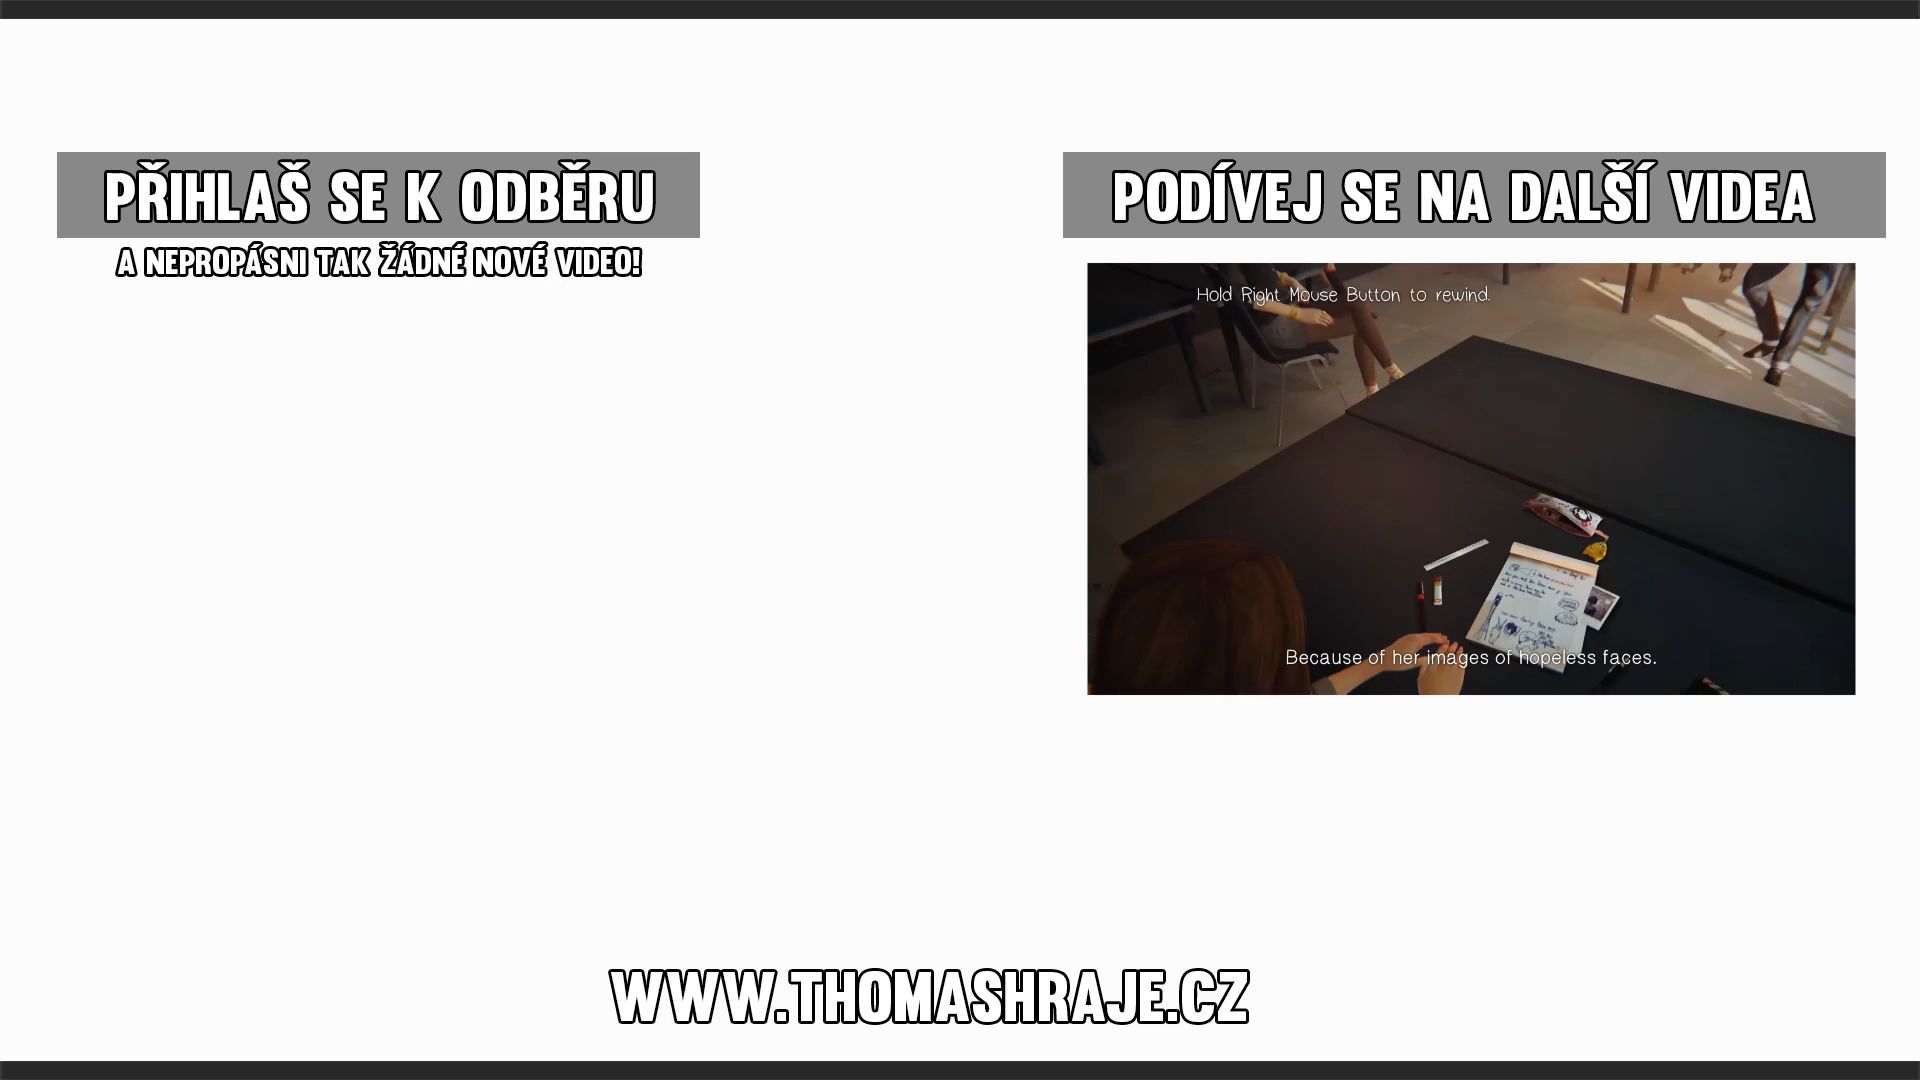 PŘIHLAŠ SE K ODBĚRU
A NEPROPÁSNI TAK ŽÁDNÉ NOVÉ VIDEO!
PODÍVEJ SE NA DALŠÍ VIDEA
Hold Right Mouse Button to rewind.
Because of her images of hopeless faces.
WWW.THOMASHRAJE.CZ